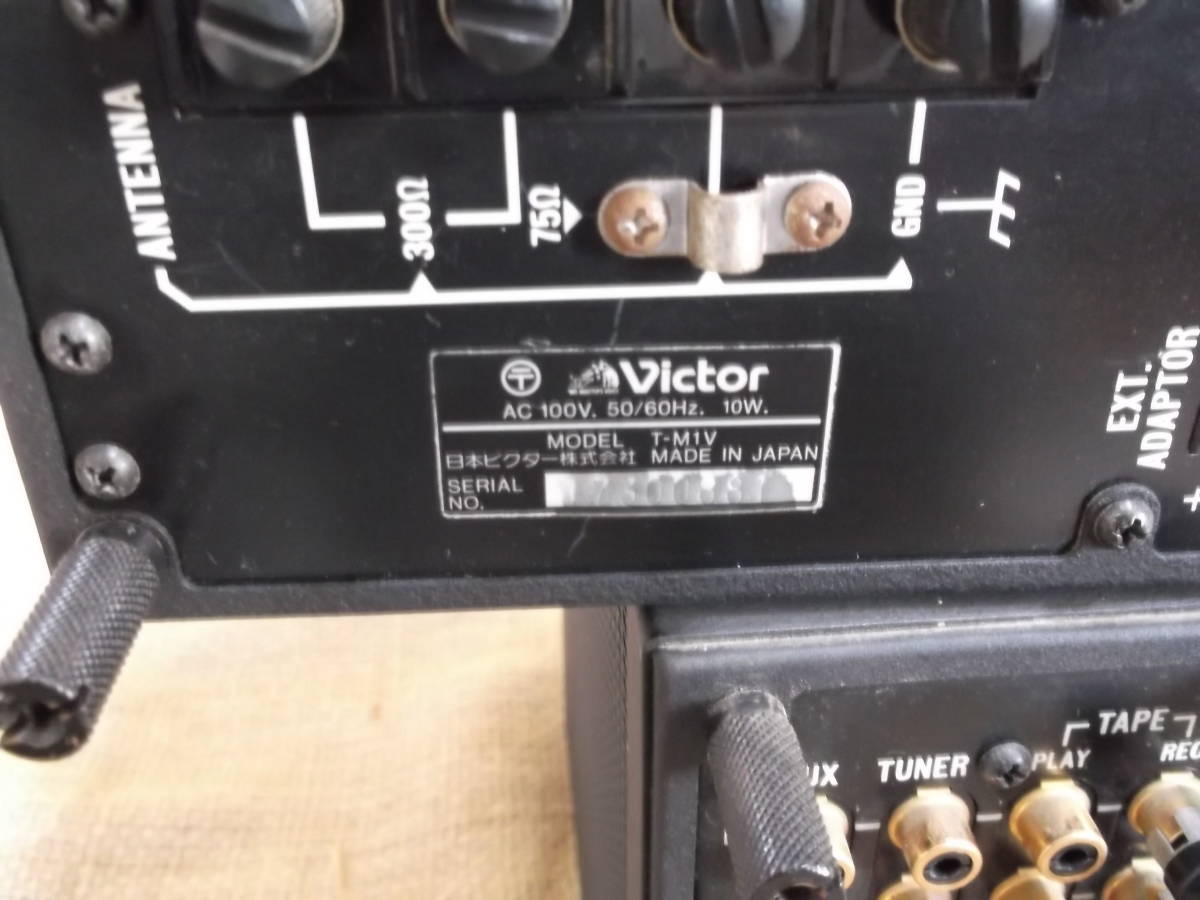 ANTENNA
300Ω
75Ω
GND
Victor
AC 100V. 50/60Hz. 10W.
MODEL T-M1V
日本ビクター株式会社 MADE IN JAPAN
SERIAL
NO.
EXT.
ADAPTOR
+
TAPE
TUNER
PLAY
REC